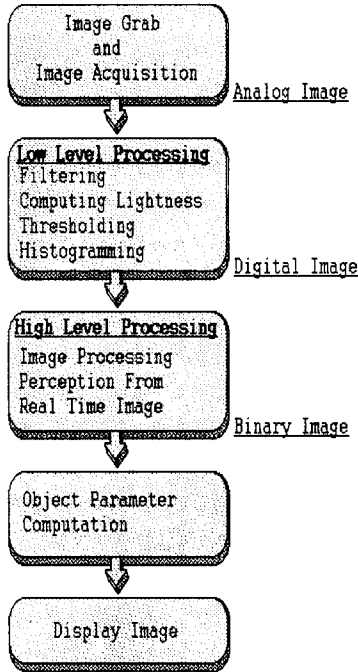 Image Grab
and
Image Acquisition
Analog Image
Low Level Processing
Filtering
Computing Lightness
Thresholding
Histogramming
Digital Image
High Level Processing
Image Processing
Perception From
Real Time Image
Binary Image
Object Parameter
Computation
Display Image